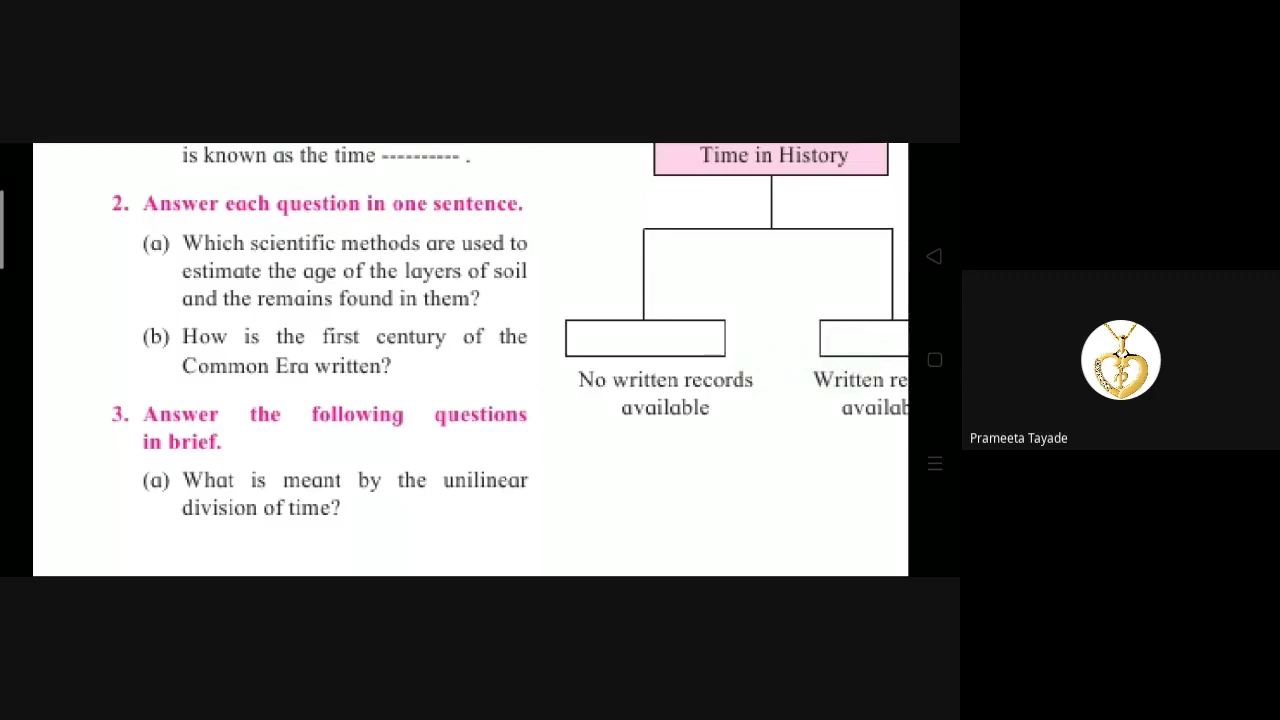 is known as the time ---------- .
2. Answer each question in one sentence.
(a) Which scientific methods are used to
estimate the age of the layers of soil
and the remains found in them?
(b) How is the first century of the
Common Era written?
3. Answer the following questions
in brief.
(a) What is meant by the unilinear
division of time?
Time in History
No written records
available
Written re
availab
Prameeta Tayade